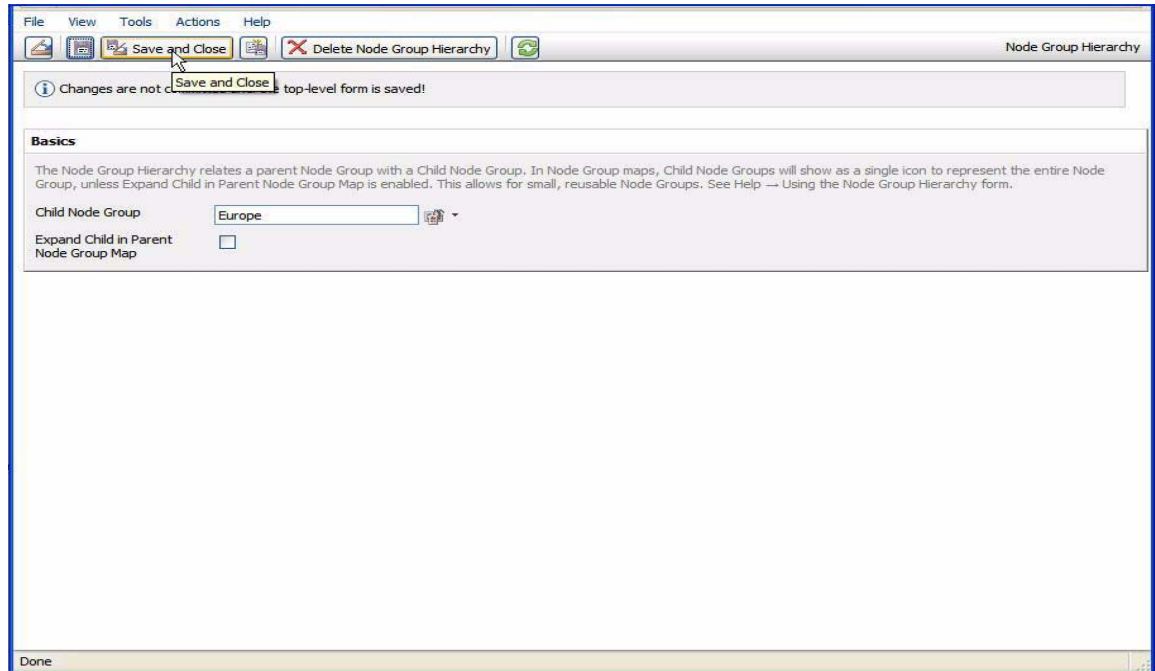 File View Tools Actions Help
Save and Close Delete Node Group Hierarchy Node Group Hierarchy
Save and Close
Changes are not top-level form is saved!
Basics
The Node Group Hierarchy relates a parent Node Group with a Child Node Group. In Node Group maps, Child Node Groups will show as a single icon to represent the entire Node
Group, unless Expand Child in Parent Node Group Map is enabled. This allows for small, reusable Node Groups. See Help → Using the Node Group Hierarchy form.
Child Node Group Europe
Expand Child in Parent
Node Group Map
Done